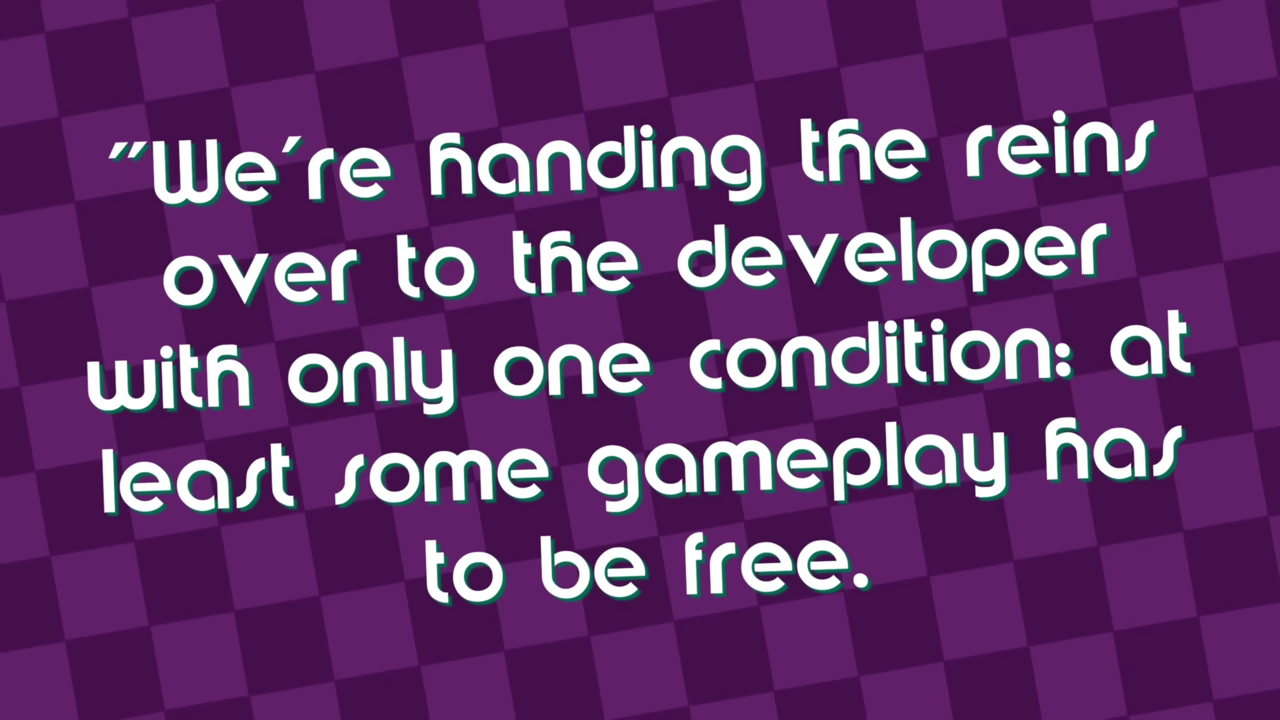 "We're handing the reins
over to the developer
with only one condition: at
least some gameplay has
to be free.